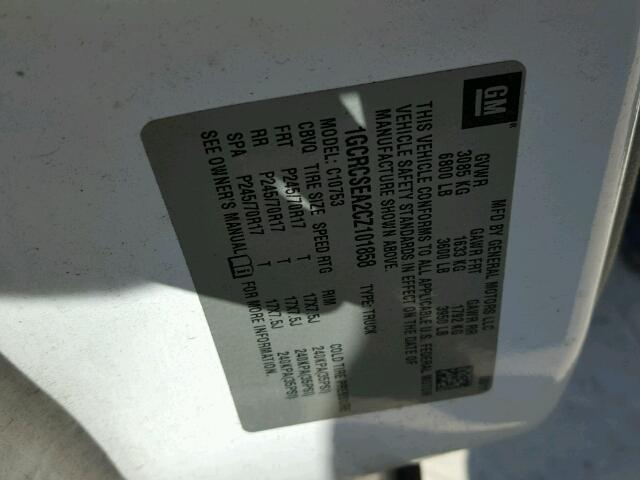 GM®
MFD BY GENERAL MOTORS LLC
GVWR GAWR FRT GAWR RR
3085 KG 1633 KG 1792 KG
6800 LB 3600 LB 3950 LB
THIS VEHICLE CONFORMS TO ALL APPLICABLE U.S. FEDERAL MOTOR
VEHICLE SAFETY STANDARDS IN EFFECT ON THE DATE OF
MANUFACTURE SHOWN ABOVE.
1GCRCSEA2CZ101858 TYPE: TRUCK
MODEL: C10753
CBVQ TIRE SIZE SPEED RTG RIM COLD TIRE PRESSURE
FRT P245/70R17 T 17X7.5J 240KPA(35PSI)
RR P245/70R17 T 17X7.5J 240KPA(35PSI)
SPA P245/70R17 T 17X7.5J 240KPA(35PSI)
SEE OWNER'S MANUAL FOR MORE INFORMATION